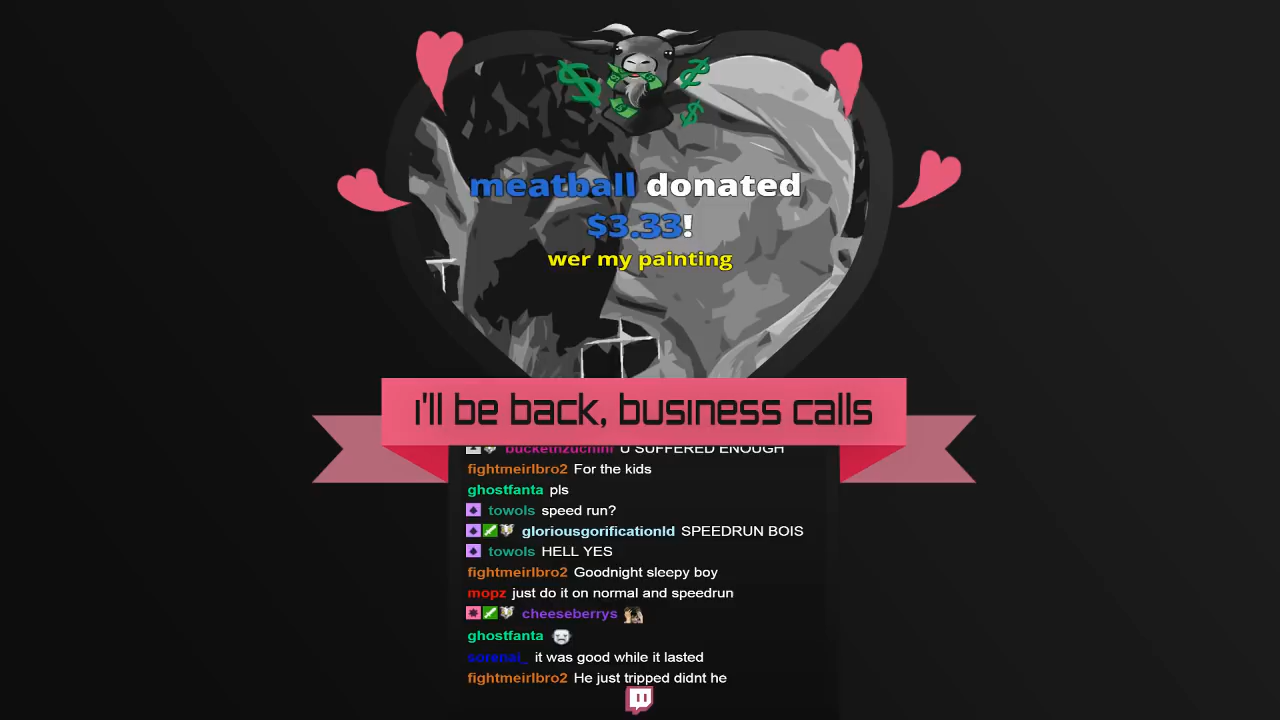 meatball donated
$3.33!
wer my painting
i'll be back, business calls
bucketnzuchini U SUFFERED ENOUGH
fightmeirlbro2 For the kids
ghostfanta pls
towols speed run?
gloriousgorificationld SPEEDRUN BOIS
towols HELL YES
fightmeirlbro2 Goodnight sleepy boy
mopz just do it on normal and speedrun
cheeseberrys
ghostfanta
sorenai_ it was good while it lasted
fightmeirlbro2 He just tripped didnt he